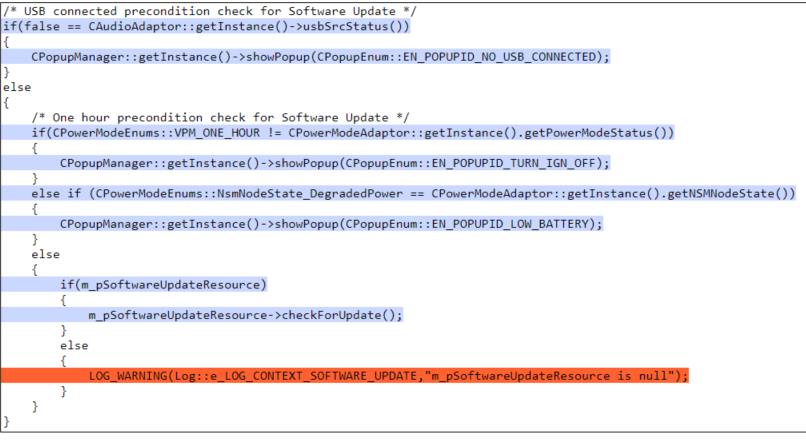 /* USB connected precondition check for Software Update */
if(false == CAudioAdaptor::getInstance()->usbSrcStatus())
{
    CPopupManager::getInstance()->showPopup(CPopupEnum::EN_POPUPID_NO_USB_CONNECTED);
}
else
{
    /* One hour precondition check for Software Update */
    if(CPowerModeEnums::VPM_ONE_HOUR != CPowerModeAdaptor::getInstance().getPowerModeStatus())
    {
        CPopupManager::getInstance()->showPopup(CPopupEnum::EN_POPUPID_TURN_IGN_OFF);
    }
    else if (CPowerModeEnums::NsmNodeState_DegradedPower == CPowerModeAdaptor::getInstance().getNSMNodeState())
    {
        CPopupManager::getInstance()->showPopup(CPopupEnum::EN_POPUPID_LOW_BATTERY);
    }
    else
    {
        if(m_pSoftwareUpdateResource)
        {
            m_pSoftwareUpdateResource->checkForUpdate();
        }
        else
        {
            LOG_WARNING(Log::e_LOG_CONTEXT_SOFTWARE_UPDATE,"m_pSoftwareUpdateResource is null");
        }
    }
}